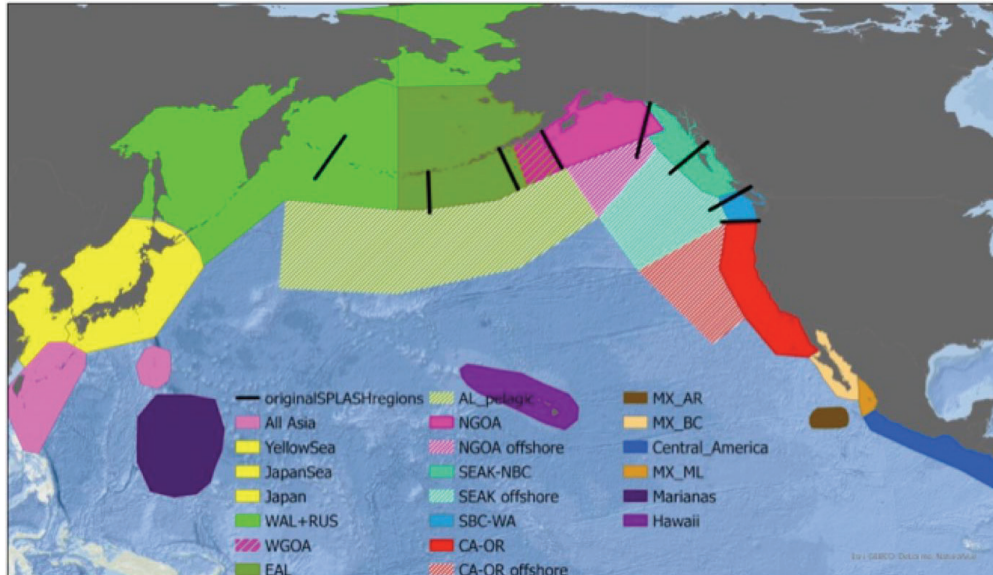 originalSPLASHregions
All Asia
YellowSea
JapanSea
Japan
WAL+RUS
WGOA
EAL
AL_pelagic
NGOA
NGOA offshore
SEAK-NBC
SEAK offshore
SBC-WA
CA-OR
CA-OR offshore
MX_AR
MX_BC
Central_America
MX_ML
Marianas
Hawaii